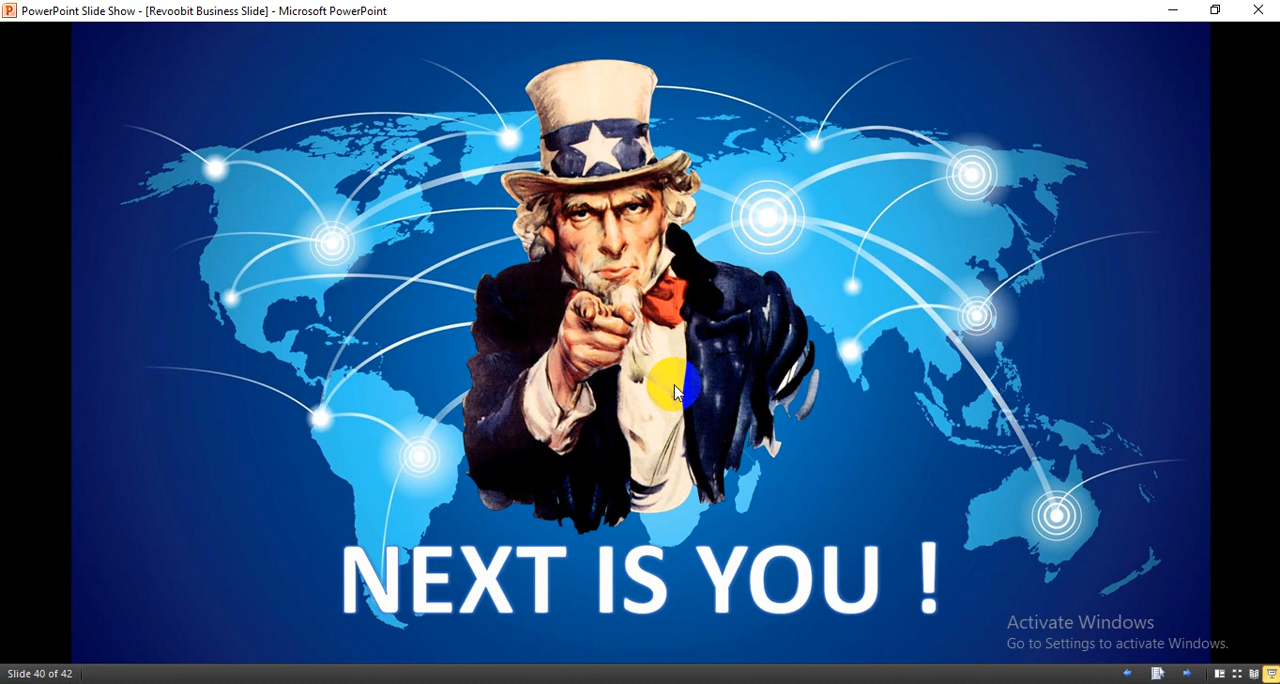 PowerPoint Slide Show - [Revoobit Business Slide] - Microsoft PowerPoint
NEXT IS YOU !
Activate Windows
Go to Settings to activate Windows.
Slide 40 of 42